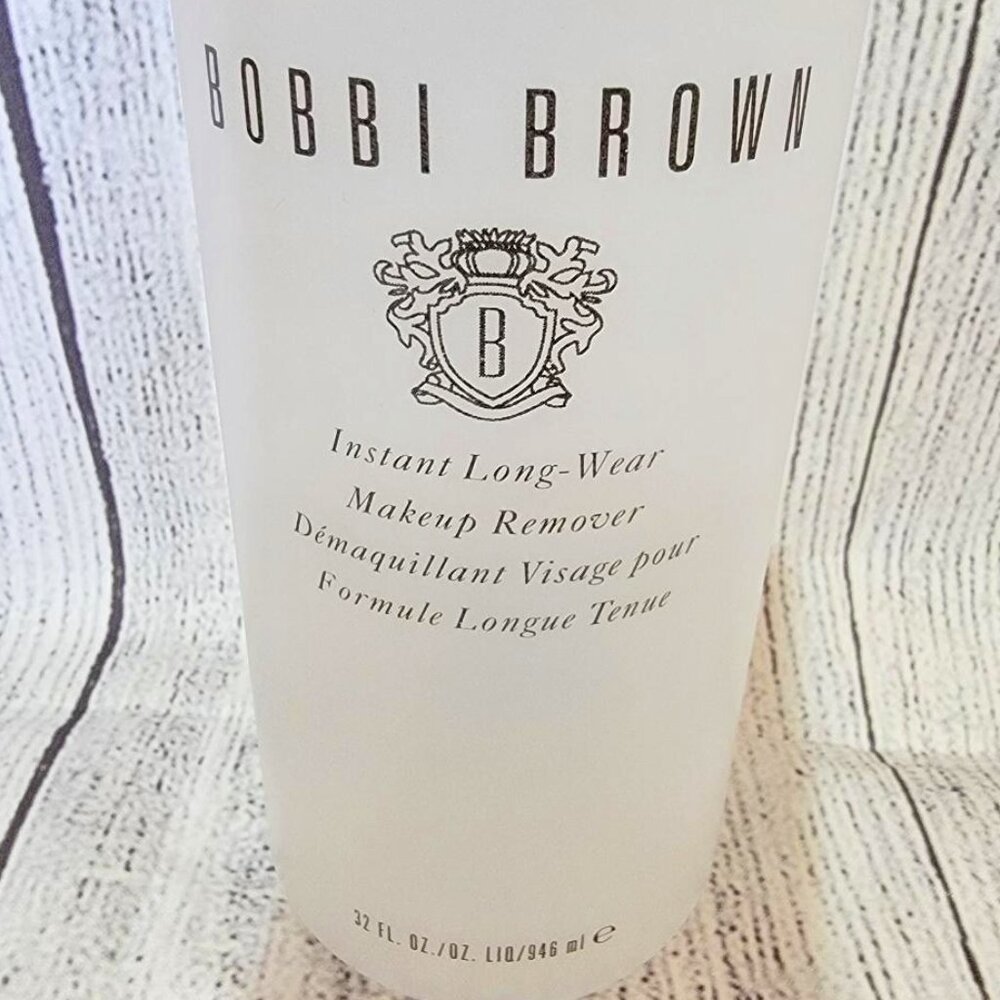 BOBBI BROWN
B
Instant Long-Wear
Makeup Remover
Démaquillant Visage pour
Formule Longue Tenue
32 FL. OZ./OZ. LIQ/946 ml e